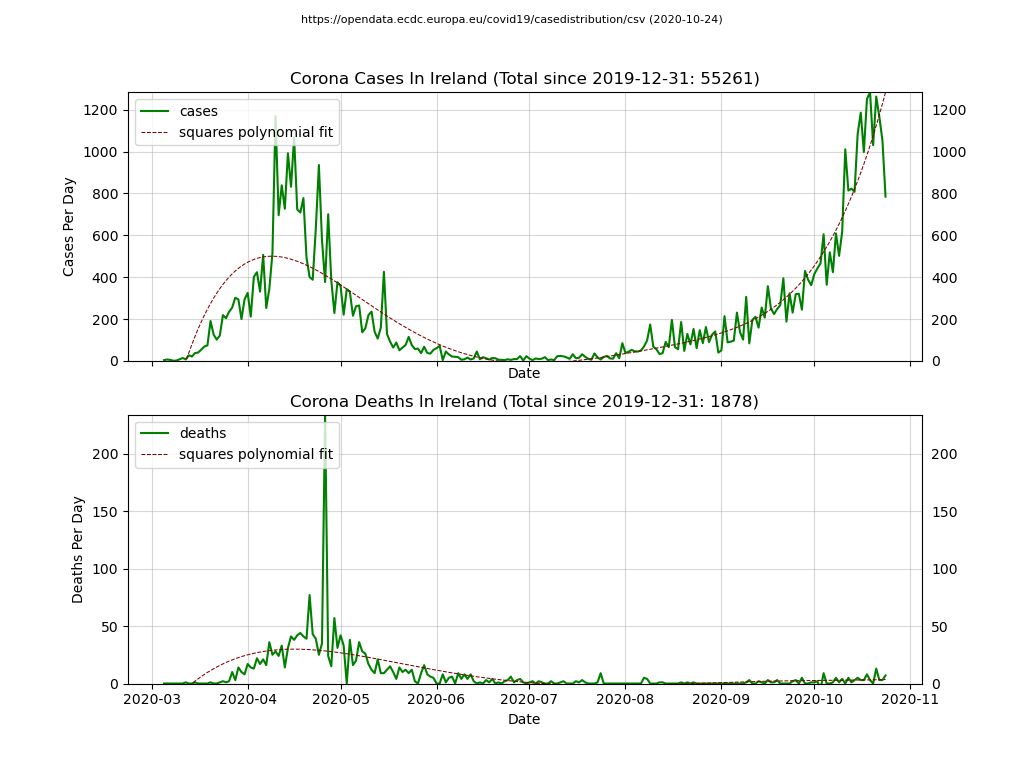 https://opendata.ecdc.europa.eu/covid19/casedistribution/csv (2020-10-24)
Corona Cases In Ireland (Total since 2019-12-31: 55261)
cases
squares polynomial fit
Cases Per Day
1200
1000
800
600
400
200
0
1200
1000
800
600
400
200
0
Date
Corona Deaths In Ireland (Total since 2019-12-31: 1878)
deaths
squares polynomial fit
Deaths Per Day
200
150
100
50
0
200
150
100
50
0
2020-03 2020-04 2020-05 2020-06 2020-07 2020-08 2020-09 2020-10 2020-11
Date